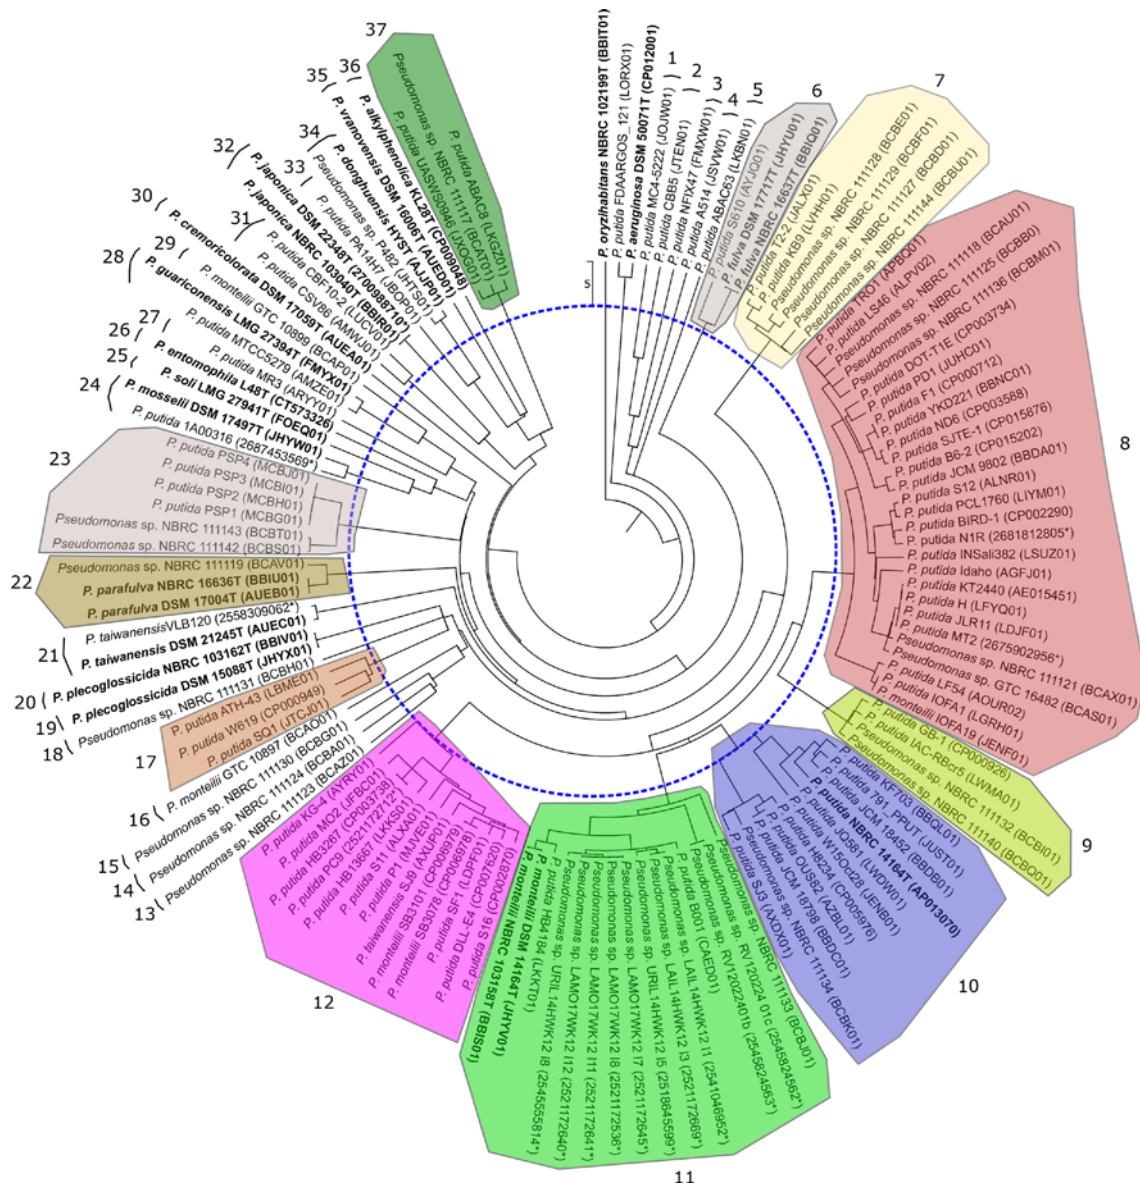 P. oryzihabitans NBRC 102199T (BBIT01)
P. putida FDAARGOS_121 (LORX01)
P. aeruginosa DSM 50071T (CP012001)
1
P. putida MC4-5222 (JOJW01)
2
P. putida CBB5 (JTEN01)
3
P. putida NFIX47 (FMXW01)
4
P. putida A514 (JSVW01)
5
P. putida ABAC63 (LKBN01)
6
P. putida S610 (AYJQ01)
P. fulva DSM 17717T (JHYU01)
P. fulva NBRC 16637T (BBIQ01)
7
P. putida T2-2 (JALX01)
P. putida KB9 (LVHH01)
Pseudomonas sp. NBRC 111128 (BCBE01)
Pseudomonas sp. NBRC 111129 (BCBF01)
Pseudomonas sp. NBRC 111127 (BCBD01)
Pseudomonas sp. NBRC 111144 (BCBU01)
8
P. putida TRO1 (APBQ01)
P. putida LS46 (ALPV02)
Pseudomonas sp. NBRC 111118 (BCAU01)
Pseudomonas sp. NBRC 111125 (BCBB0)
Pseudomonas sp. NBRC 111136 (BCBM01)
P. putida DOT-T1E (CP003734)
P. putida PD1 (JUHC01)
P. putida F1 (CP000712)
P. putida YKD221 (BBNC01)
P. putida ND6 (CP003588)
P. putida SJTE-1 (CP015876)
P. putida B6-2 (CP015202)
P. putida JCM 9802 (BBDA01)
P. putida S12 (ALNR01)
P. putida PCL1760 (LIYM01)
P. putida BIRD-1 (CP002290)
P. putida N1R (2681812805*)
P. putida INSali382 (LSUZ01)
P. putida Idaho (AGFJ01)
P. putida KT2440 (AE015451)
P. putida H (LFYQ01)
P. putida JLR11 (LDJF01)
P. putida MT2 (2675902956*)
Pseudomonas sp. NBRC 111121 (BCAX01)
Pseudomonas sp. GTC 16482 (BCAS01)
P. putida LF54 (AOUR02)
P. putida IOFA1 (LGRH01)
P. monteilii IOFA19 (JENF01)
9
P. putida GB-1 (CP000926)
P. putida IAC-RBcr5 (LWMA01)
Pseudomonas sp. NBRC 111132 (BCBI01)
Pseudomonas sp. NBRC 111140 (BCBQ01)
10
P. putida KF703 (BBQL01)
P. putida 791_PPUT (JUST01)
P. putida JCM 18452 (BBDB01)
P. putida NBRC 14164T (AP013070)
P. putida JQ581 (LWDW01)
P. putida W15Oct28 (JENB01)
P. putida H8234 (CP005976)
P. putida OUS82 (AZBL01)
P. putida JCM 18798 (BBDC01)
Pseudomonas sp. NBRC 111134 (BCBK01)
P. putida SJ3 (AXDX01)
11
Pseudomonas sp. NBRC 111133 (BCBJ01)
Pseudomonas sp. RV120224 01c (2545824562*)
Pseudomonas sp. RV12022401b (2545824563*)
P. putida B001 (CAED01)
Pseudomonas sp. LAIL14HWK12 I1 (2541046952*)
Pseudomonas sp. LAIL14HWK12 I3 (2521172669*)
Pseudomonas sp. URIL14HWK12 I5 (2518645599*)
Pseudomonas sp. LAMO17WK12 I7 (2521172645*)
Pseudomonas sp. LAMO17WK12 I8 (2521172536*)
Pseudomonas sp. LAMO17WK12 I11 (2521172641*)
Pseudomonas sp. LAMO17WK12 I12 (2521172640*)
Pseudomonas sp. URIL14HWK12 I8 (2545555814*)
P. putida HB4184 (LKKT01)
P. monteilii DSM 14164T (JHYV01)
P. monteilii NBRC 103158T (BBIS01)
12
P. putida S16 (CP002870)
P. putida DLL-E4 (CP007620)
P. putida SF1 (LDPF01)
P. monteilii SB3078 (CP006978)
P. monteilii SB3101 (CP006979)
P. taiwanensis SJ9 (AXUP01)
P. putida P1 (MJVE01)
P. putida S11 (ALXA01)
P. putida HB13667 (LKHS01)
P. putida PC9 (2521172712*)
P. putida HB3267 (CP003738)
P. putida MO2 (JFBC01)
P. putida KG-4 (AYRY01)
13
Pseudomonas sp. NBRC 111123 (BCAZ01)
14
Pseudomonas sp. NBRC 111124 (BCBA01)
15
Pseudomonas sp. NBRC 111130 (BCBG01)
16
P. monteilii GTC 10897 (BCAO01)
17
P. putida SQ1 (JTCJ01)
P. putida W619 (CP000949)
P. putida ATH-43 (LBME01)
18
Pseudomonas sp. NBRC 111131 (BCBH01)
19
P. plecoglossicida DSM 15088T (JHYX01)
20
P. plecoglossicida NBRC 103162T (BBIV01)
21
P. taiwanensis DSM 21245T (AUEC01)
P. taiwanensisVLB120 (2558309062*)
22
P. parafulva DSM 17004T (AUEB01)
P. parafulva NBRC 16636T (BBIU01)
Pseudomonas sp. NBRC 111119 (BCAV01)
23
Pseudomonas sp. NBRC 111142 (BCBS01)
Pseudomonas sp. NBRC 111143 (BCBT01)
P. putida PSP1 (MCBG01)
P. putida PSP2 (MCBH01)
P. putida PSP3 (MCBI01)
P. putida PSP4 (MCBJ01)
24
P. putida 1A00316 (2687453569*)
P. mosselii DSM 17497T (JHYW01)
25
P. soli LMG 27941T (FOEQ01)
26
P. entomophila L48T (CT573326)
27
P. putida MR3 (ARYY01)
P. putida MTCC5279 (AMZE01)
28
P. guariconensis LMG 27394T (FMYX01)
29
P. monteilii GTC 10899 (BCAP01)
30
P. cremoricolorata DSM 17059T (AUEA01)
31
P. putida CSV86 (AMWJ01)
P. putida CBF10-2 (LUCV01)
32
P. japonica NBRC 103040T (BBIR01)
P. japonica DSM 22348T (2700988710*)
33
P. putida PA14H7 (JBOP01)
Pseudomonas sp. P482 (JHTS01)
34
P. donghuensis HYST (AJJP01)
35
P. vranovensis DSM 16006T (AUED01)
36
P. alkylphenolica KL28T (CP009048)
37
P. putida UASWS0946 (JXOG01)
Pseudomonas sp. NBRC 111117 (BCAT01)
P. putida ABAC8 (LKGZ01)
5